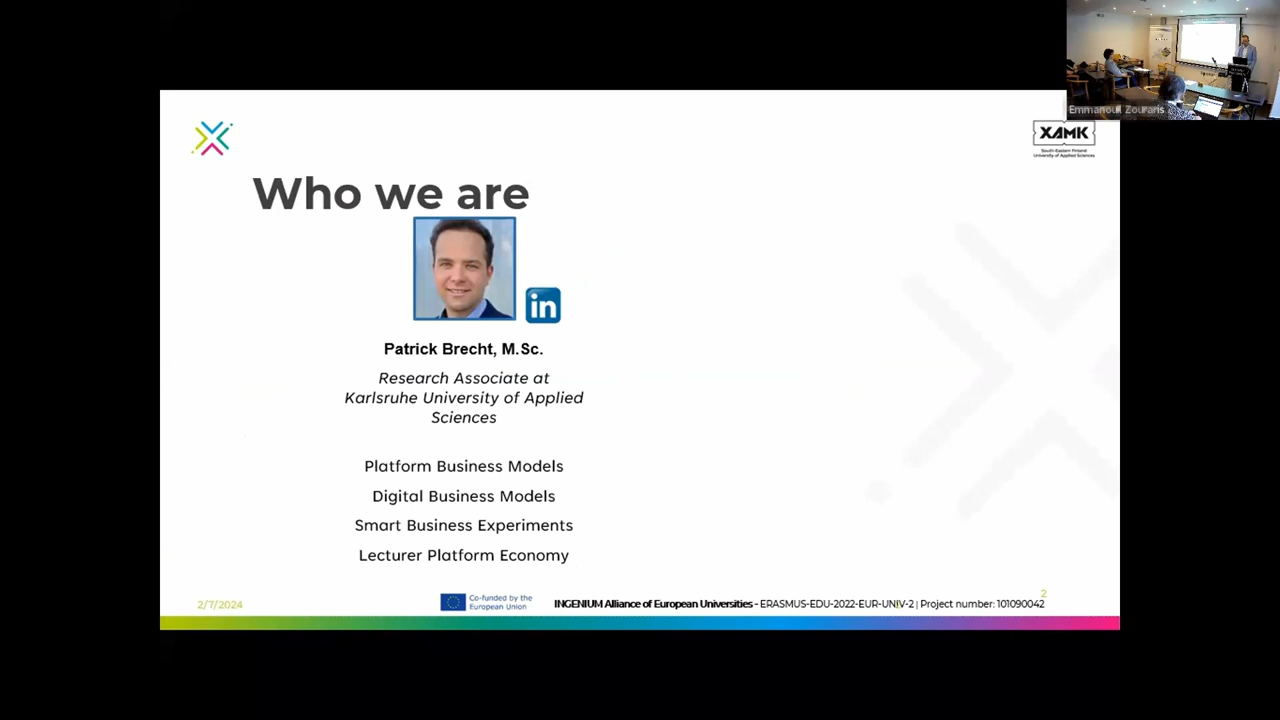 Emmanouil Zouraris
XAMK
South-Eastern Finland
University of Applied Sciences
Who we are
in
Patrick Brecht, M.Sc.
Research Associate at
Karlsruhe University of Applied
Sciences
Platform Business Models
Digital Business Models
Smart Business Experiments
Lecturer Platform Economy
2/7/2024
Co-funded by the
European Union
INGENIUM Alliance of European Universities - ERASMUS-EDU-2022-EUR-UNIV-2 | Project number: 101090042
2